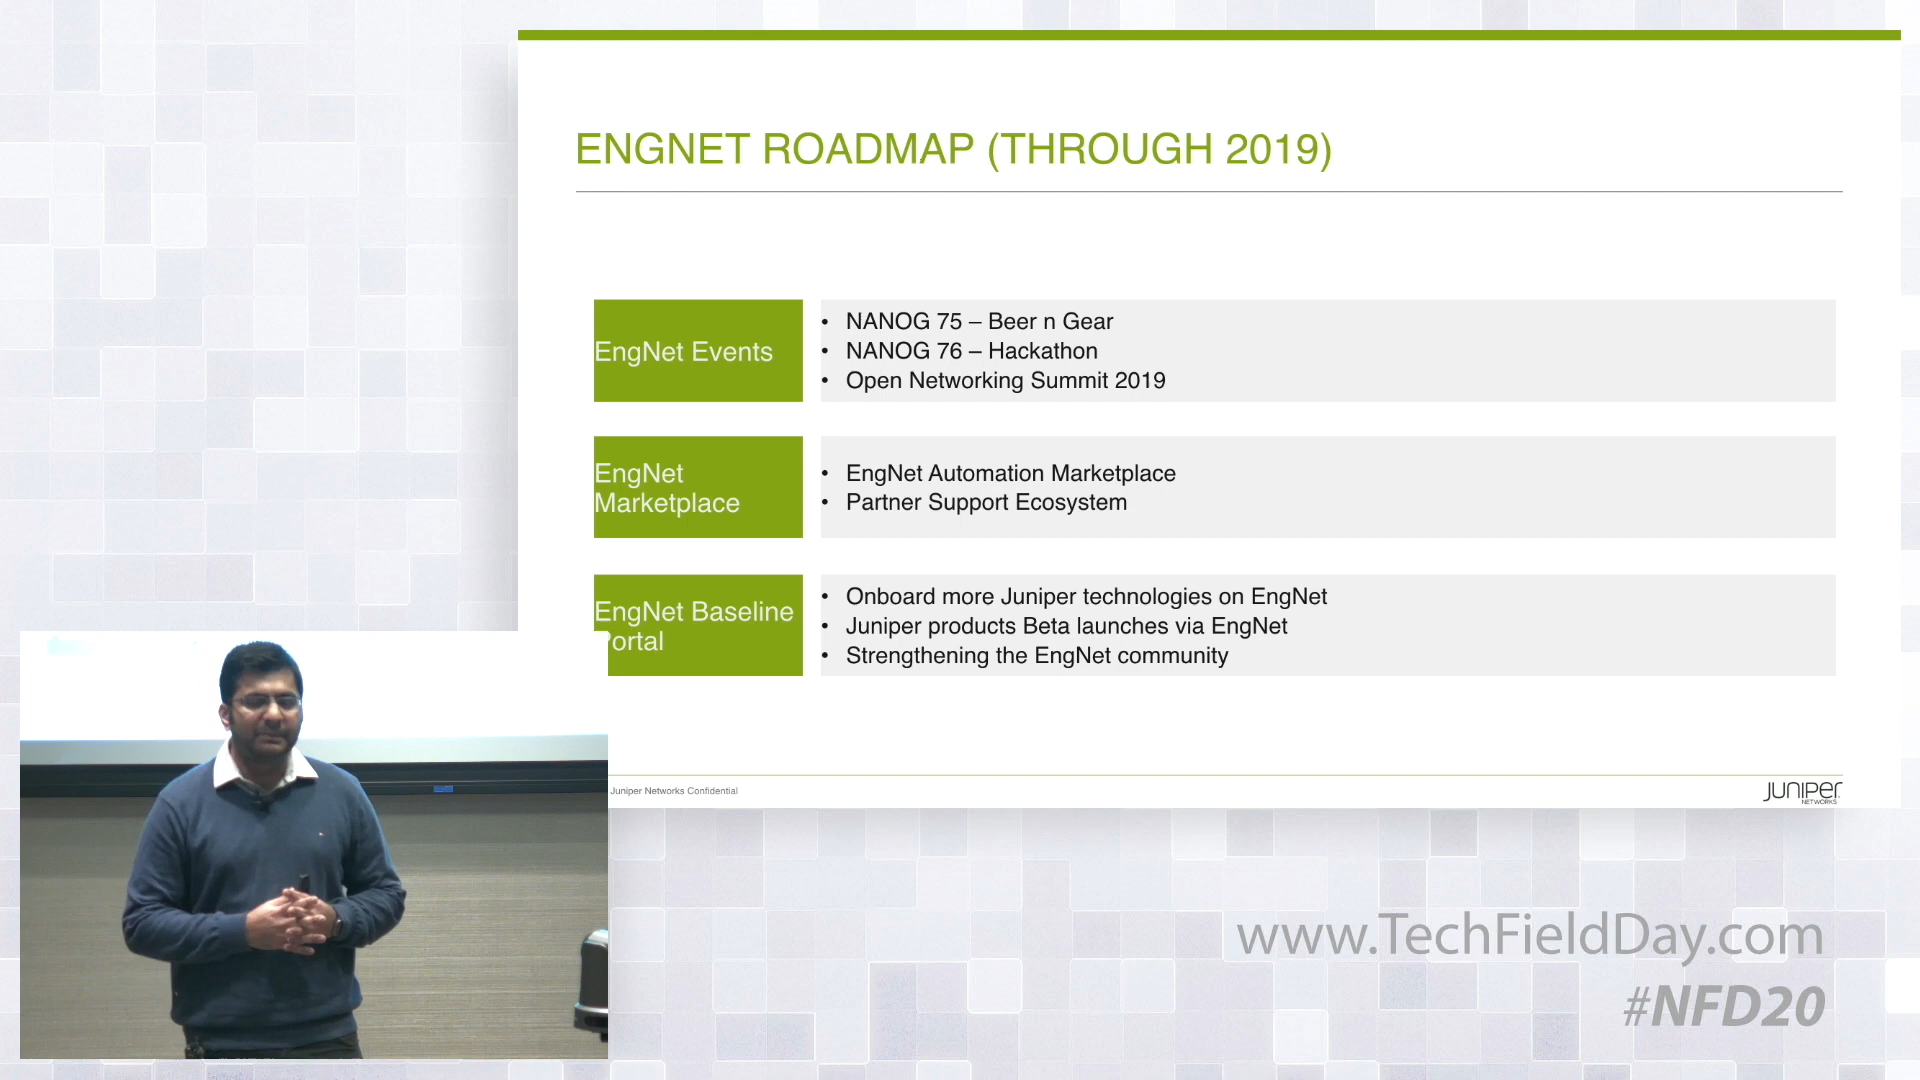 ENGNET ROADMAP (THROUGH 2019)
EngNet Events
• NANOG 75 – Beer n Gear
• NANOG 76 – Hackathon
• Open Networking Summit 2019
EngNet
Marketplace
• EngNet Automation Marketplace
• Partner Support Ecosystem
EngNet Baseline
Portal
• Onboard more Juniper technologies on EngNet
• Juniper products Beta launches via EngNet
• Strengthening the EngNet community
Juniper Networks Confidential
JUNIPER
NETWORKS
www.TechFieldDay.com
#NFD20